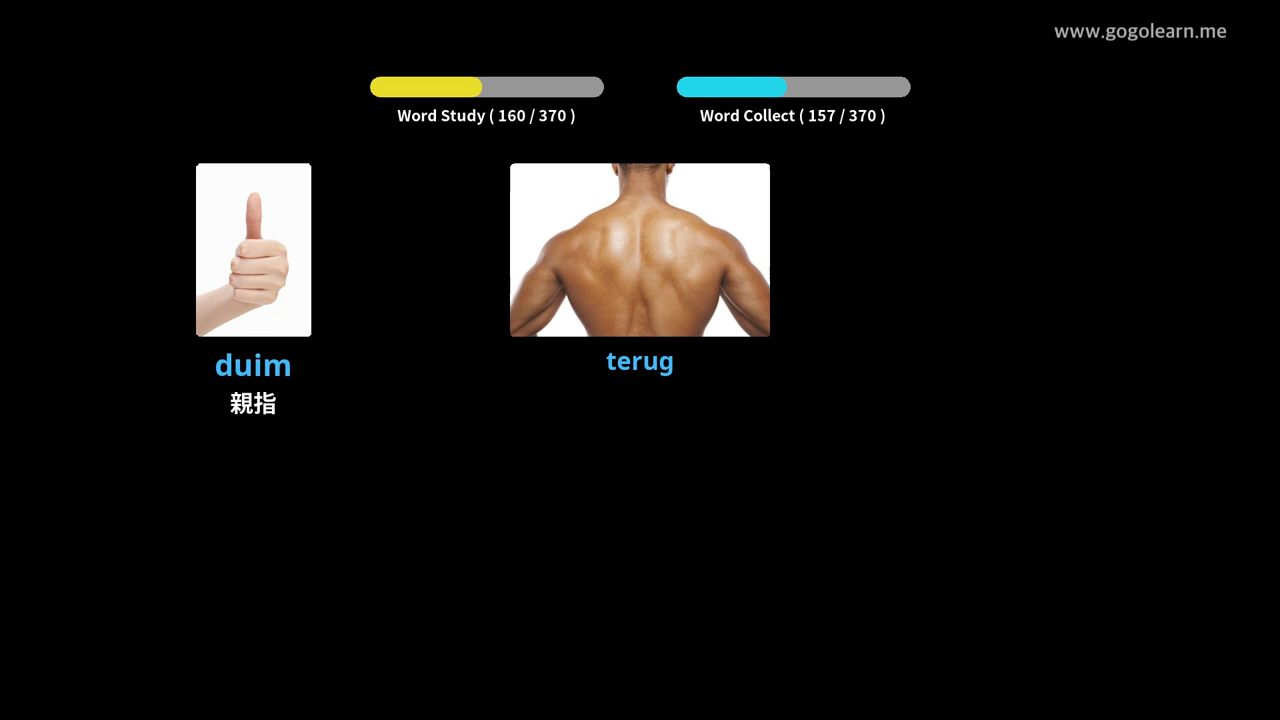 www.gogolearn.me
Word Study ( 160 / 370 )
Word Collect ( 157 / 370 )
duim
親指
terug